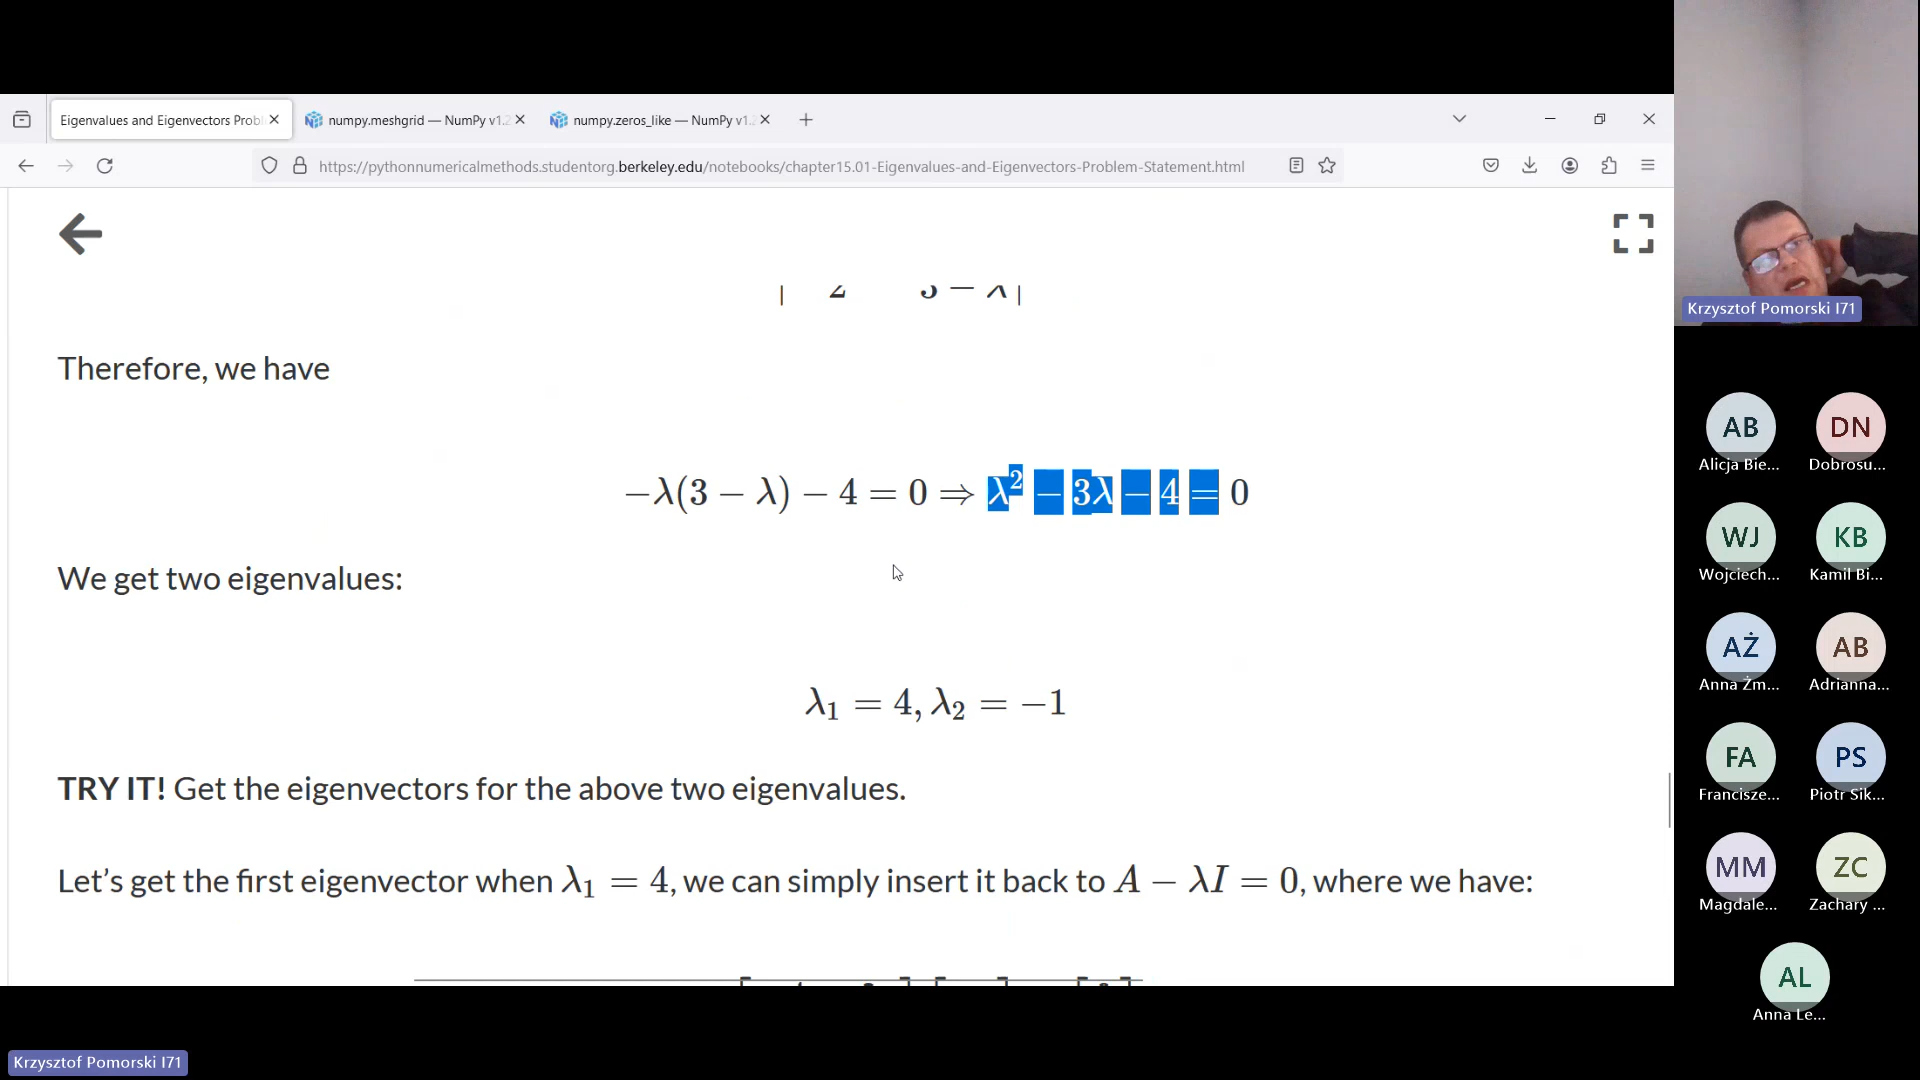 Eigenvalues and Eigenvectors Probl
numpy.meshgrid — NumPy v1.2
numpy.zeros_like — NumPy v1.2
https://pythonnumericalmethods.studentorg.berkeley.edu/notebooks/chapter15.01-Eigenvalues-and-Eigenvectors-Problem-Statement.html
| 2 3 − λ |
Therefore, we have
−λ(3 − λ) − 4 = 0 ⇒ λ² − 3λ − 4 = 0
We get two eigenvalues:
λ₁ = 4, λ₂ = −1
TRY IT! Get the eigenvectors for the above two eigenvalues.
Let’s get the first eigenvector when λ₁ = 4, we can simply insert it back to A − λI = 0, where we have:
Krzysztof Pomorski I71
AB
Alicja Bie...
DN
Dobrosu...
WJ
Wojciech...
KB
Kamil Bi...
AŻ
Anna Żm...
AB
Adrianna...
FA
Francisze...
PS
Piotr Sik...
MM
Magdale...
ZC
Zachary ...
AL
Anna Le...
Krzysztof Pomorski I71